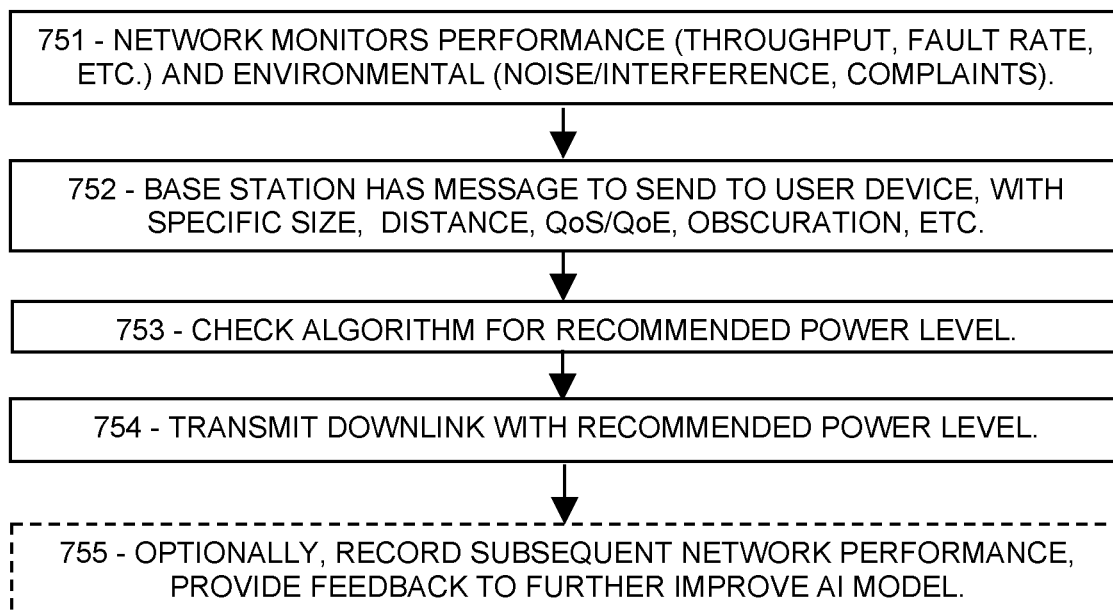 751 - NETWORK MONITORS PERFORMANCE (THROUGHPUT, FAULT RATE,
ETC.) AND ENVIRONMENTAL (NOISE/INTERFERENCE, COMPLAINTS).
752 - BASE STATION HAS MESSAGE TO SEND TO USER DEVICE, WITH
SPECIFIC SIZE, DISTANCE, QoS/QoE, OBSCURATION, ETC.
753 - CHECK ALGORITHM FOR RECOMMENDED POWER LEVEL.
754 - TRANSMIT DOWNLINK WITH RECOMMENDED POWER LEVEL.
755 - OPTIONALLY, RECORD SUBSEQUENT NETWORK PERFORMANCE,
PROVIDE FEEDBACK TO FURTHER IMPROVE AI MODEL.